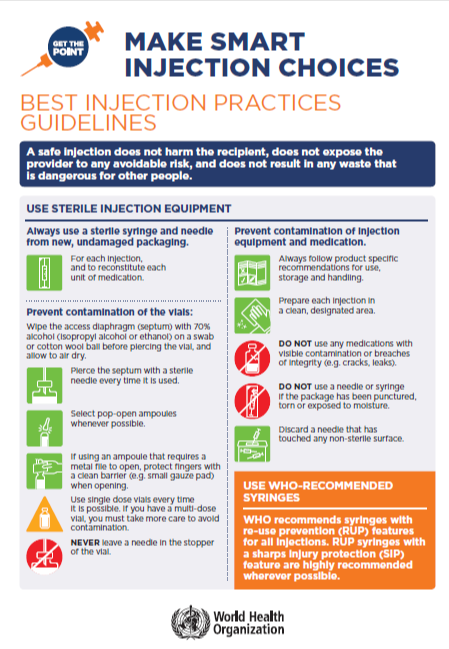 GET THE
POINT
MAKE SMART
INJECTION CHOICES
BEST INJECTION PRACTICES
GUIDELINES
A safe injection does not harm the recipient, does not expose the
provider to any avoidable risk, and does not result in any waste that
is dangerous for other people.
USE STERILE INJECTION EQUIPMENT
Always use a sterile syringe and needle
from new, undamaged packaging.
For each injection,
and to reconstitute each
unit of medication.
Prevent contamination of the vials:
Wipe the access diaphragm (septum) with 70%
alcohol (isopropyl alcohol or ethanol) on a swab
or cotton wool ball before piercing the vial, and
allow to air dry.
Pierce the septum with a sterile
needle every time it is used.
Select pop-open ampoules
whenever possible.
If using an ampoule that requires a
metal file to open, protect fingers with
a clean barrier (e.g. small gauze pad)
when opening.
Use single dose vials every time
it is possible. If you have a multi-dose
vial, you must take more care to avoid
contamination.
NEVER leave a needle in the stopper
of the vial.
Prevent contamination of injection
equipment and medication.
Always follow product specific
recommendations for use,
storage and handling.
Prepare each injection in
a clean, designated area.
DO NOT use any medications with
visible contamination or breaches
of integrity (e.g. cracks, leaks).
DO NOT use a needle or syringe
if the package has been punctured,
torn or exposed to moisture.
Discard a needle that has
touched any non-sterile surface.
USE WHO-RECOMMENDED
SYRINGES
WHO recommends syringes with
re-use prevention (RUP) features
for all injections. RUP syringes with
a sharps injury protection (SIP)
feature are highly recommended
wherever possible.
World Health
Organization